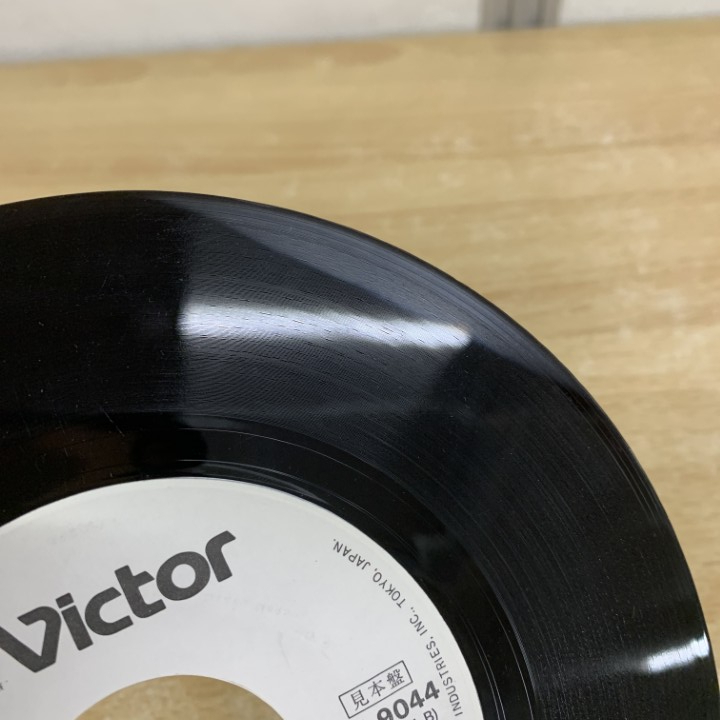 Victor
INDUSTRIES, INC., TOKYO, JAPAN.
見本盤
9044
B)